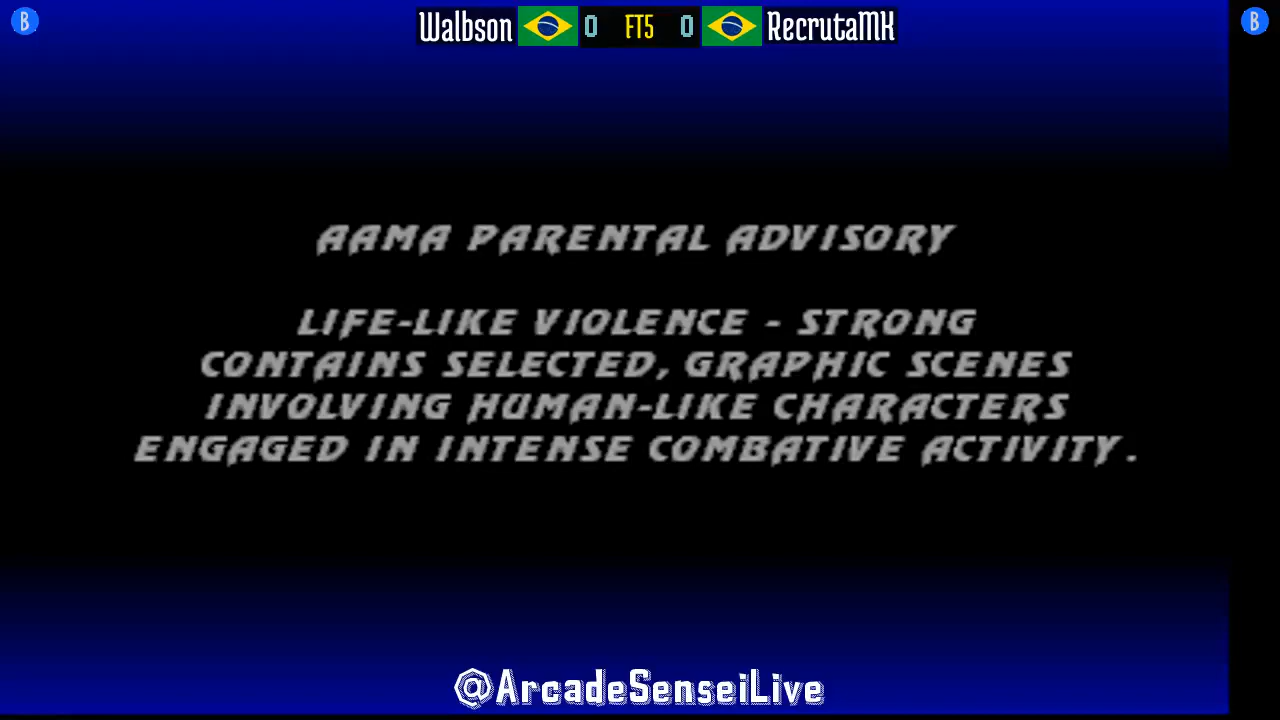 B Walbson 0 FT5 0 RecrutaMK B
AAMA PARENTAL ADVISORY
LIFE-LIKE VIOLENCE - STRONG
CONTAINS SELECTED, GRAPHIC SCENES
INVOLVING HUMAN-LIKE CHARACTERS
ENGAGED IN INTENSE COMBATIVE ACTIVITY.
@ArcadeSenseiLive